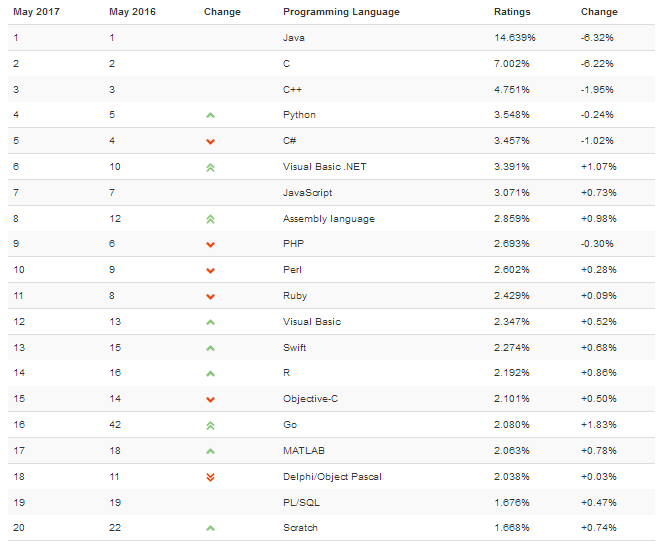 May 2017 May 2016 Change Programming Language Ratings Change
1 1 Java 14.639% -6.32%
2 2 C 7.002% -6.22%
3 3 C++ 4.751% -1.95%
4 5 Python 3.548% -0.24%
5 4 C# 3.457% -1.02%
6 10 Visual Basic .NET 3.391% +1.07%
7 7 JavaScript 3.071% +0.73%
8 12 Assembly language 2.859% +0.98%
9 6 PHP 2.693% -0.30%
10 9 Perl 2.602% +0.28%
11 8 Ruby 2.429% +0.09%
12 13 Visual Basic 2.347% +0.52%
13 15 Swift 2.274% +0.68%
14 16 R 2.192% +0.86%
15 14 Objective-C 2.101% +0.50%
16 42 Go 2.080% +1.83%
17 18 MATLAB 2.063% +0.78%
18 11 Delphi/Object Pascal 2.038% +0.03%
19 19 PL/SQL 1.676% +0.47%
20 22 Scratch 1.668% +0.74%